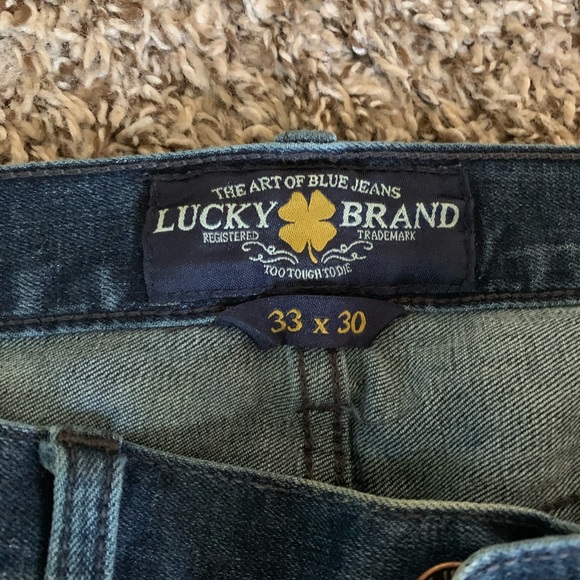 THE ART OF BLUE JEANS
LUCKY BRAND
REGISTERED TRADEMARK
TOO TOUGH TO DIE
33 x 30